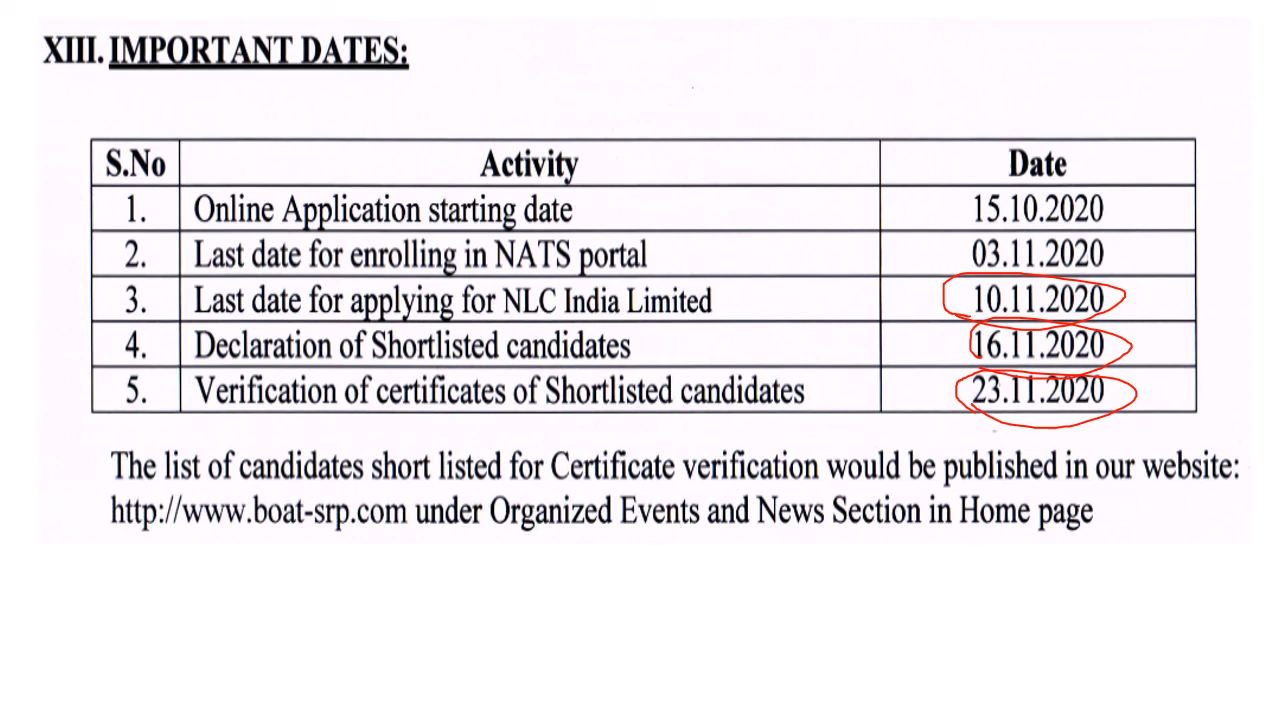 XIII. IMPORTANT DATES:
S.No Activity Date
1. Online Application starting date 15.10.2020
2. Last date for enrolling in NATS portal 03.11.2020
3. Last date for applying for NLC India Limited 10.11.2020
4. Declaration of Shortlisted candidates 16.11.2020
5. Verification of certificates of Shortlisted candidates 23.11.2020
The list of candidates short listed for Certificate verification would be published in our website:
http://www.boat-srp.com under Organized Events and News Section in Home page